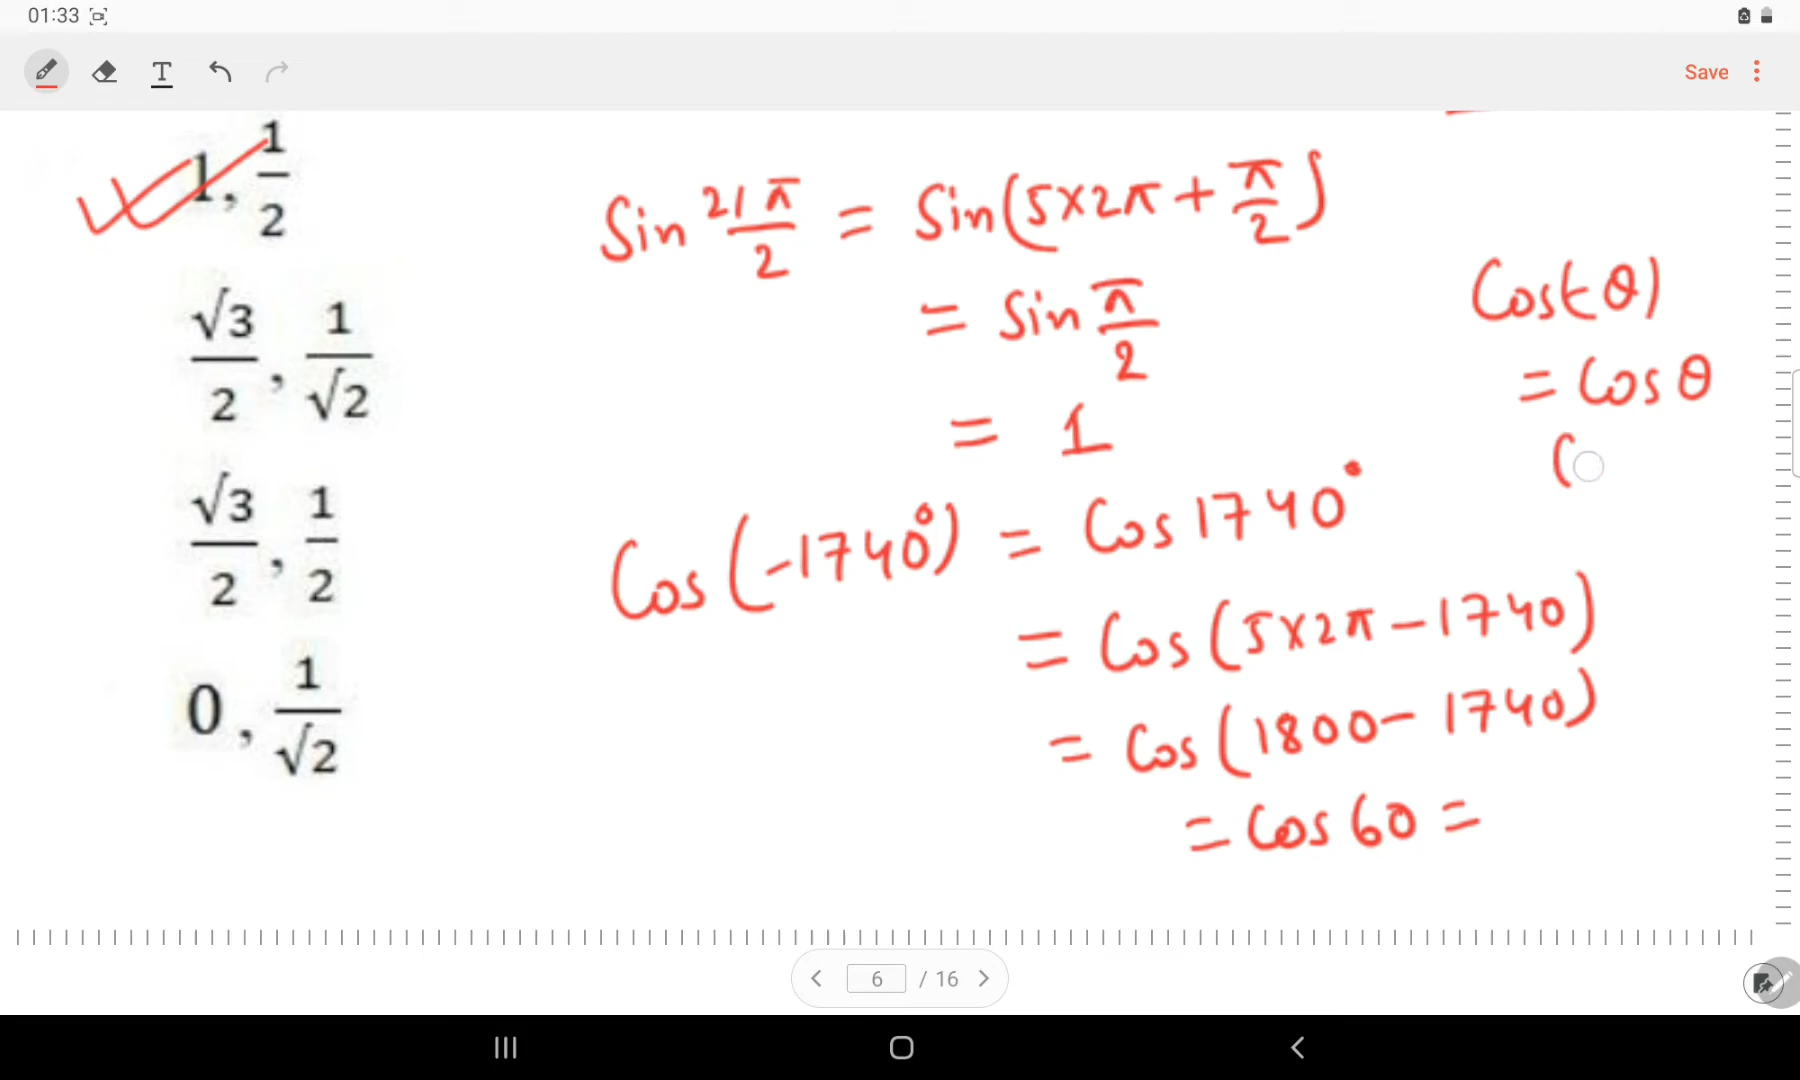 01:33
T Save
1, 1/2
√3/2, 1/√2
√3/2, 1/2
0, 1/√2
Sin 21π/2 = Sin(5×2π + π/2)
= Sin π/2
= 1
Cos(-θ)
= Cos θ
(
Cos(-1740°) = Cos 1740°
= Cos(5×2π - 1740)
= Cos(1800 - 1740)
= Cos 60 =
6 / 16